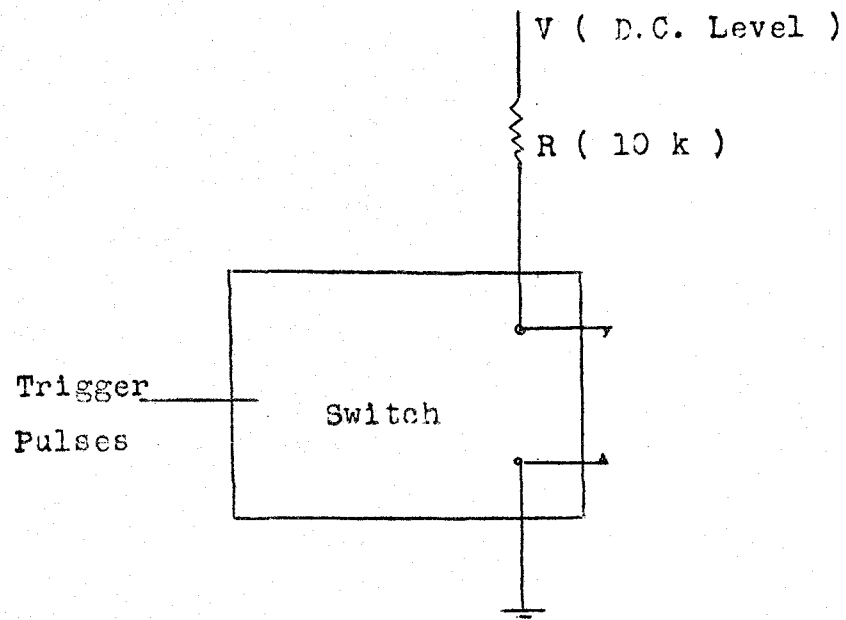 V ( D.C. Level )
R ( 10 k )
Trigger
Pulses
Switch